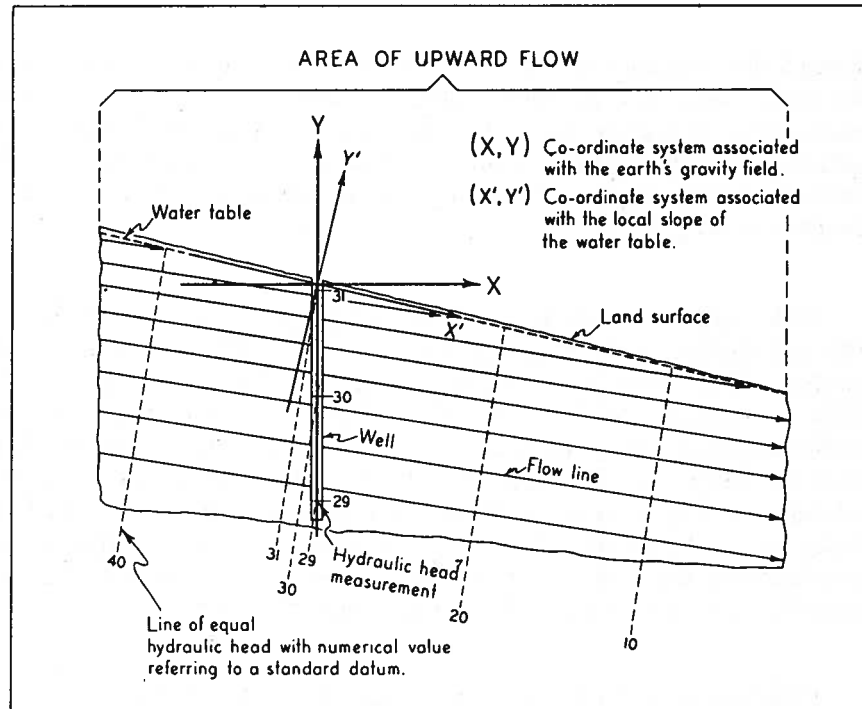 AREA OF UPWARD FLOW
Y
Y'
(X,Y) Co-ordinate system associated
with the earth's gravity field.
(X',Y') Co-ordinate system associated
with the local slope of
the water table.
Water table
X
31
X'
Land surface
30
Well
Flow line
29
Hydraulic head
measurement
40
31
30
29
20
10
Line of equal
hydraulic head with numerical value
referring to a standard datum.